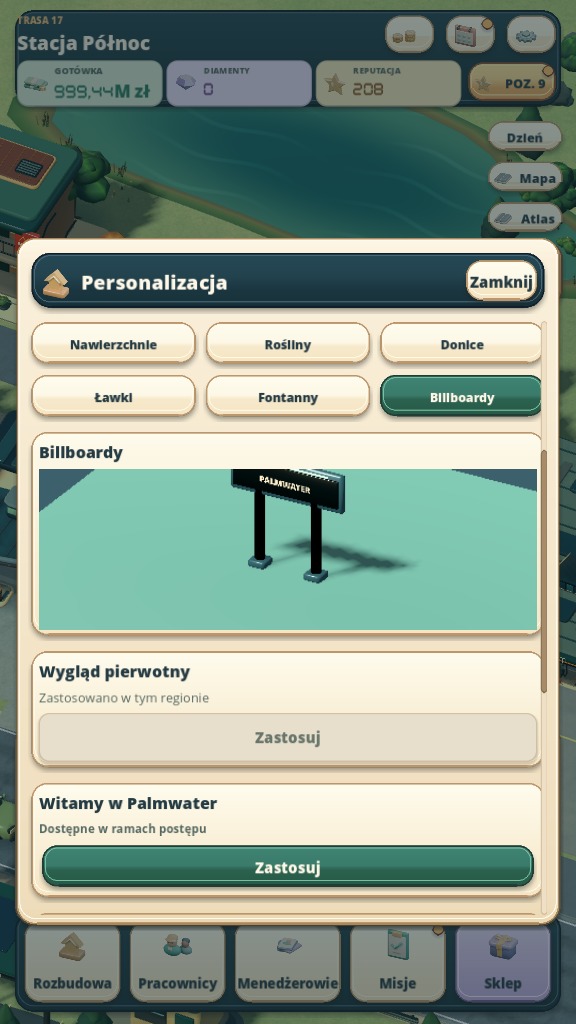 TRASA 17
Stacja Północ
GOTÓWKA
999,44M zł
DIAMENTY
0
REPUTACJA
208
POZ. 9
Dzień
Mapa
Atlas
Personalizacja
Zamknij
Nawierzchnie
Rośliny
Donice
Ławki
Fontanny
Billboardy
Billboardy
PALMWATER
Wygląd pierwotny
Zastosowano w tym regionie
Zastosuj
Witamy w Palmwater
Dostępne w ramach postępu
Zastosuj
Rozbudowa
Pracownicy
Menedżerowie
Misje
Sklep